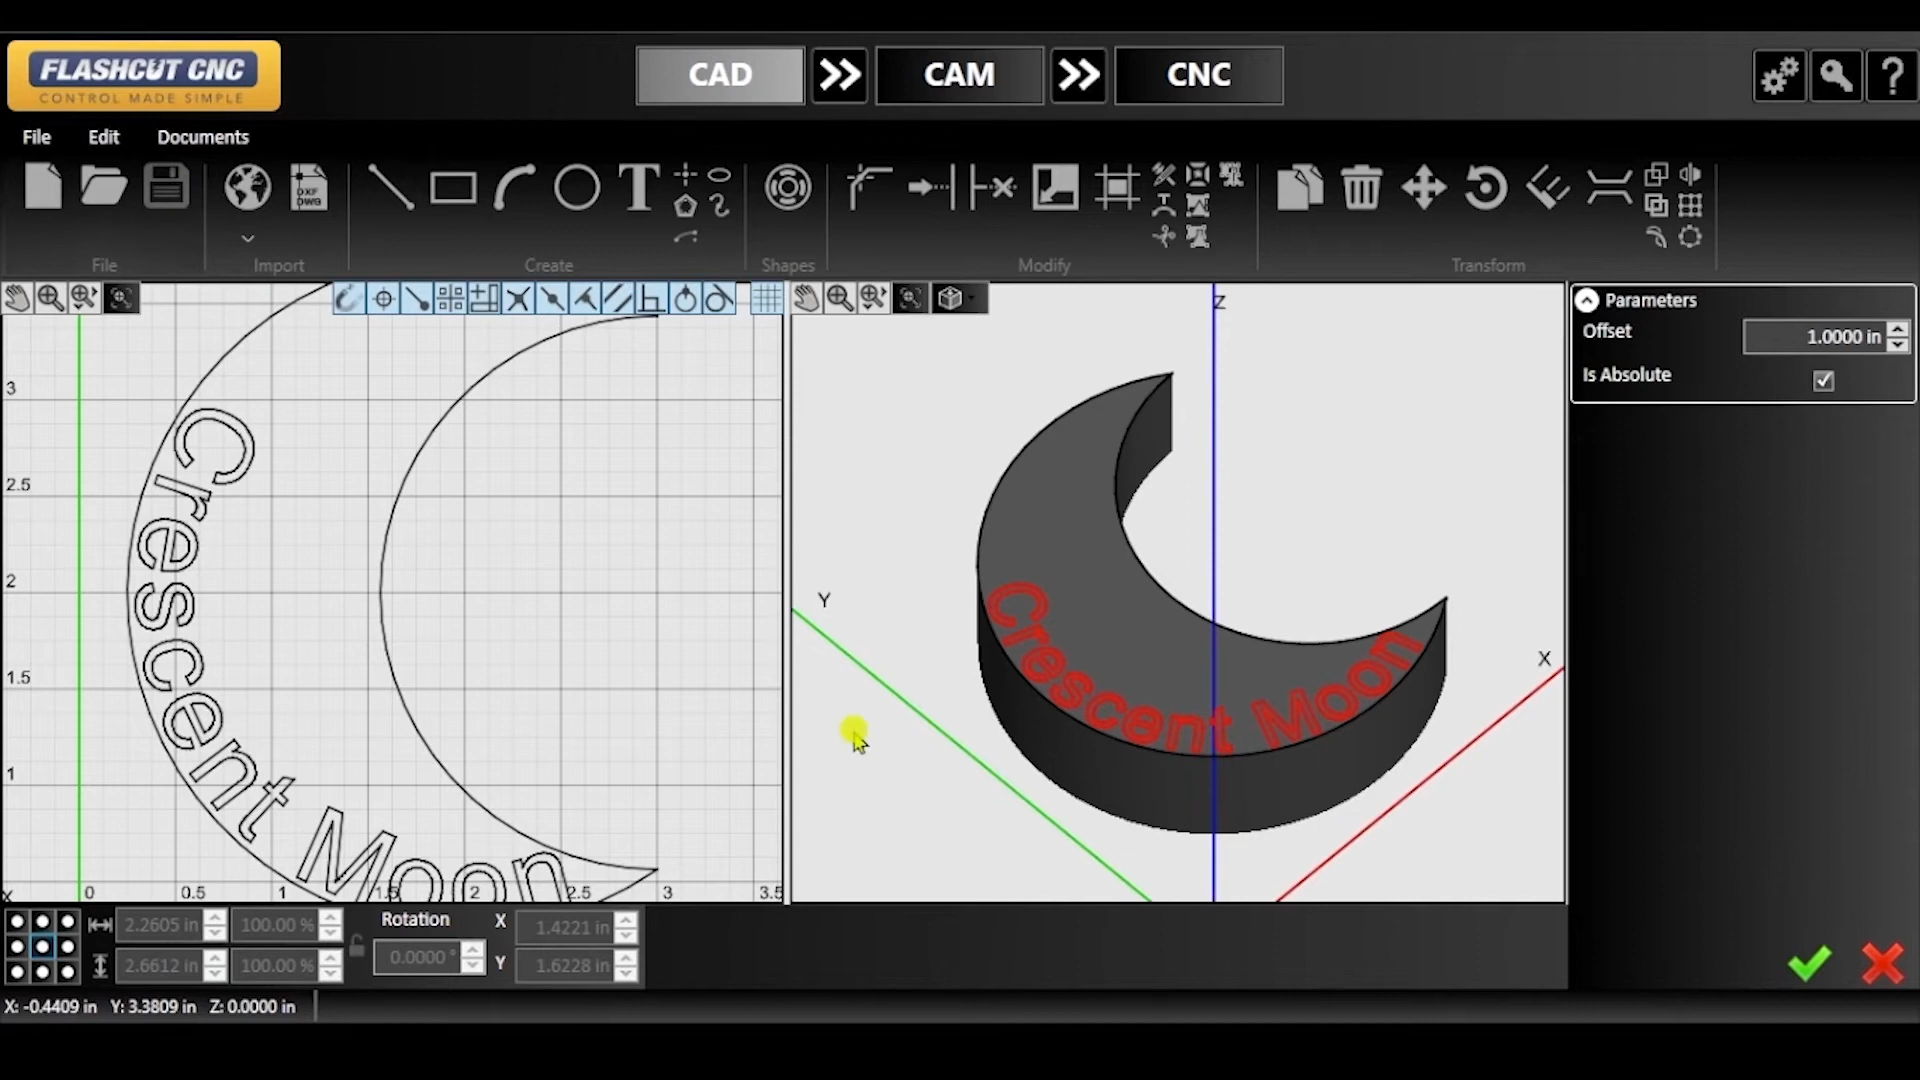 FLASHCUT CNC
CONTROL MADE SIMPLE
CAD
CAM
CNC
File
Edit
Documents
DXF
DWG
T
File
Import
Create
Shapes
Modify
Transform
Parameters
Offset
1.0000 in
Is Absolute
3
2.5
2
1.5
1
X
0
0.5
1
1.5
2
2.5
3
3.5
Crescent Moon
Z
Y
X
Crescent Moon
2.2605 in
100.00 %
Rotation
X
1.4221 in
2.6612 in
100.00 %
0.0000 °
Y
1.6228 in
X: -0.4409 in Y: 3.3809 in Z: 0.0000 in